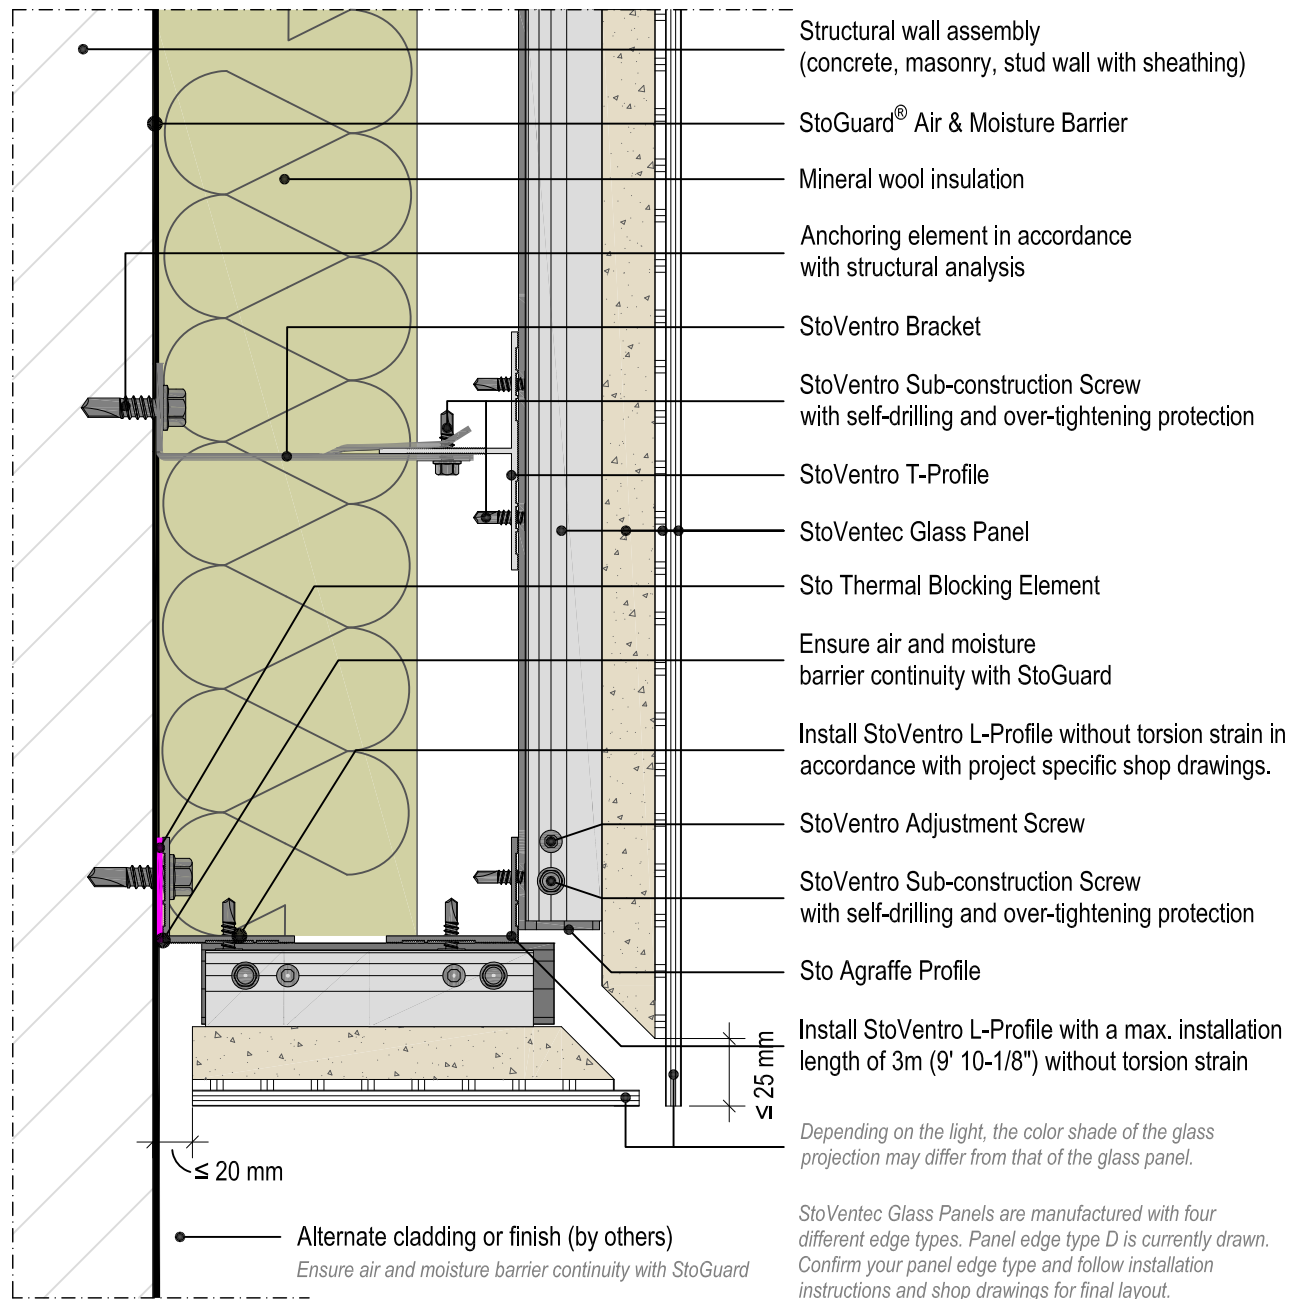 Structural wall assembly
(concrete, masonry, stud wall with sheathing)
StoGuard® Air & Moisture Barrier
Mineral wool insulation
Anchoring element in accordance
with structural analysis
StoVentro Bracket
StoVentro Sub-construction Screw
with self-drilling and over-tightening protection
StoVentro T-Profile
StoVentec Glass Panel
Sto Thermal Blocking Element
Ensure air and moisture
barrier continuity with StoGuard
Install StoVentro L-Profile without torsion strain in
accordance with project specific shop drawings.
StoVentro Adjustment Screw
StoVentro Sub-construction Screw
with self-drilling and over-tightening protection
Sto Agraffe Profile
Install StoVentro L-Profile with a max. installation
length of 3m (9' 10-1/8") without torsion strain
≤ 25 mm
Depending on the light, the color shade of the glass
projection may differ from that of the glass panel.
≤ 20 mm
StoVentec Glass Panels are manufactured with four
different edge types. Panel edge type D is currently drawn.
Confirm your panel edge type and follow installation
instructions and shop drawings for final layout.
Alternate cladding or finish (by others)
Ensure air and moisture barrier continuity with StoGuard